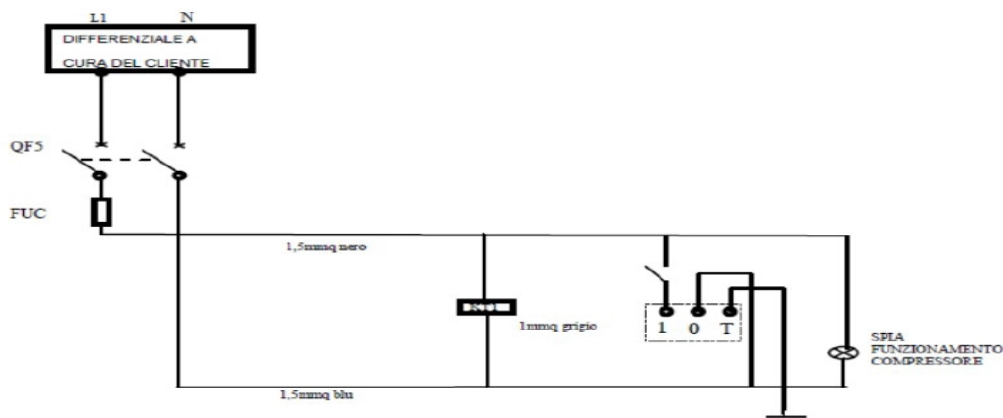 L1 N
DIFFERENZIALE A
CURA DEL CLIENTE
QF5
FUC
1,5mmq nero
1mmq grigio
1 0 T
SPIA
FUNZIONAMENTO
COMPRESSORE
1,5mmq blu